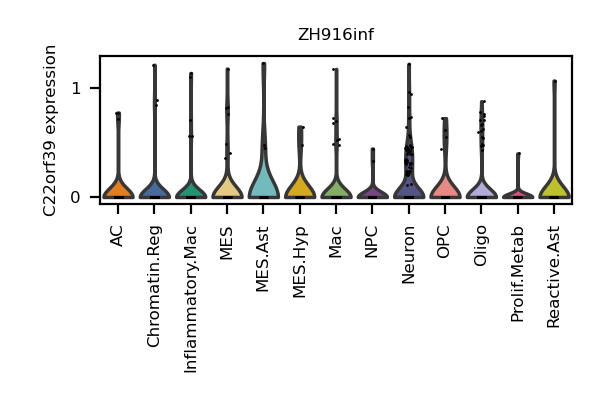 ZH916inf
C22orf39 expression
1
0
AC
Chromatin.Reg
Inflammatory.Mac
MES
MES.Ast
MES.Hyp
Mac
NPC
Neuron
OPC
Oligo
Prolif.Metab
Reactive.Ast